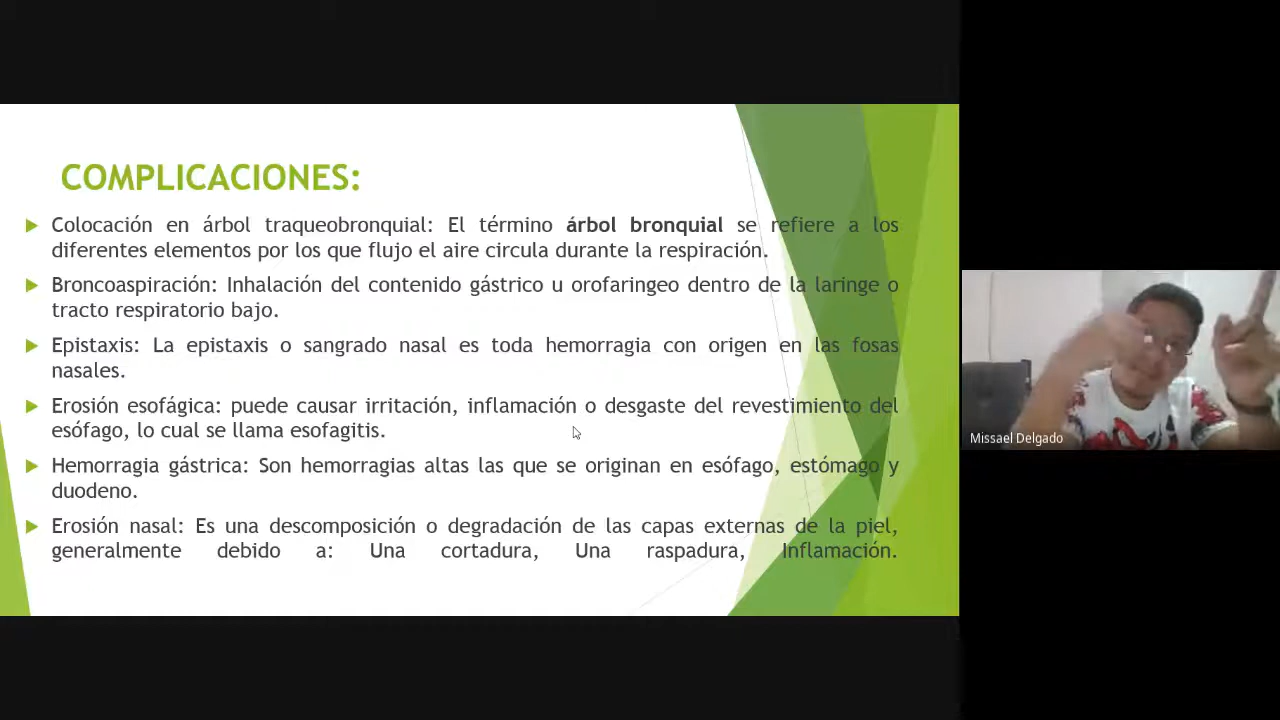 COMPLICACIONES:
Colocación en árbol traqueobronquial: El término árbol bronquial se refiere a los
diferentes elementos por los que flujo el aire circula durante la respiración.
Broncoaspiración: Inhalación del contenido gástrico u orofaringeo dentro de la laringe o
tracto respiratorio bajo.
Epistaxis: La epistaxis o sangrado nasal es toda hemorragia con origen en las fosas
nasales.
Erosión esofágica: puede causar irritación, inflamación o desgaste del revestimiento del
esófago, lo cual se llama esofagitis.
Hemorragia gástrica: Son hemorragias altas las que se originan en esófago, estómago y
duodeno.
Erosión nasal: Es una descomposición o degradación de las capas externas de la piel,
generalmente debido a: Una cortadura, Una raspadura, Inflamación.
Missael Delgado